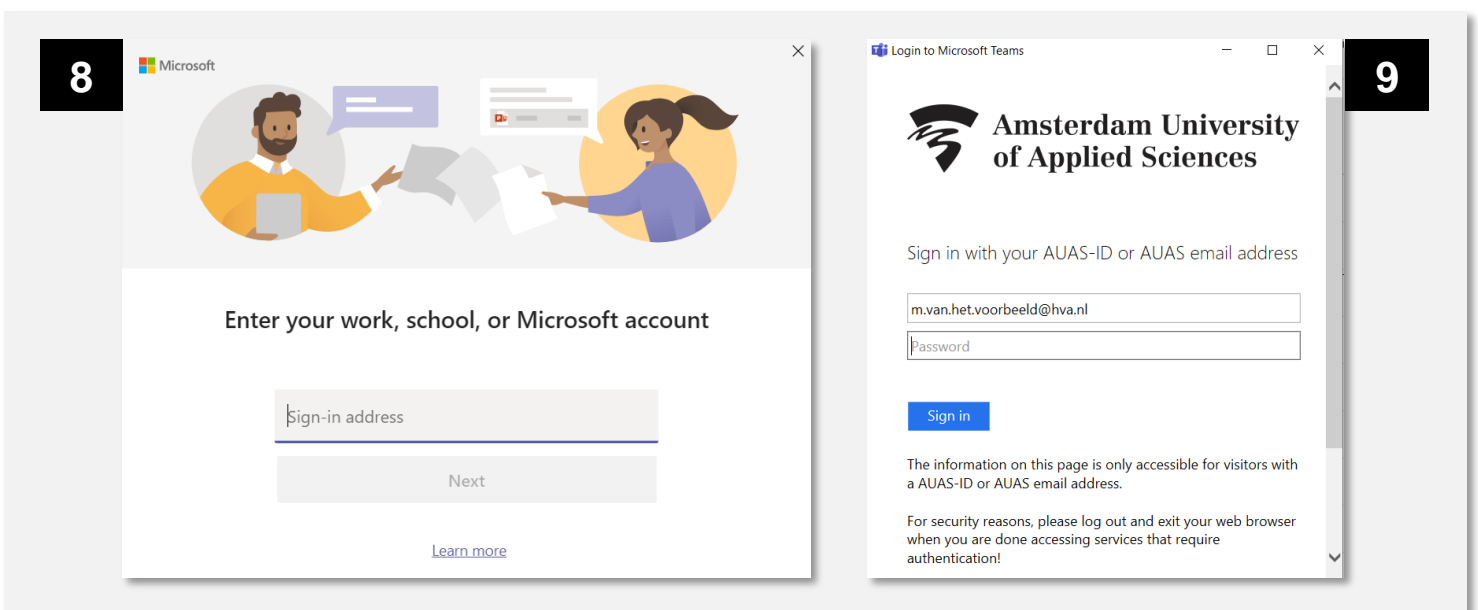 8
Microsoft
Enter your work, school, or Microsoft account
Sign-in address
Next
Learn more
9
Login to Microsoft Teams
Amsterdam University
of Applied Sciences
Sign in with your AUAS-ID or AUAS email address
m.van.het.voorbeeld@hva.nl
Password
Sign in
The information on this page is only accessible for visitors with
a AUAS-ID or AUAS email address.
For security reasons, please log out and exit your web browser
when you are done accessing services that require
authentication!